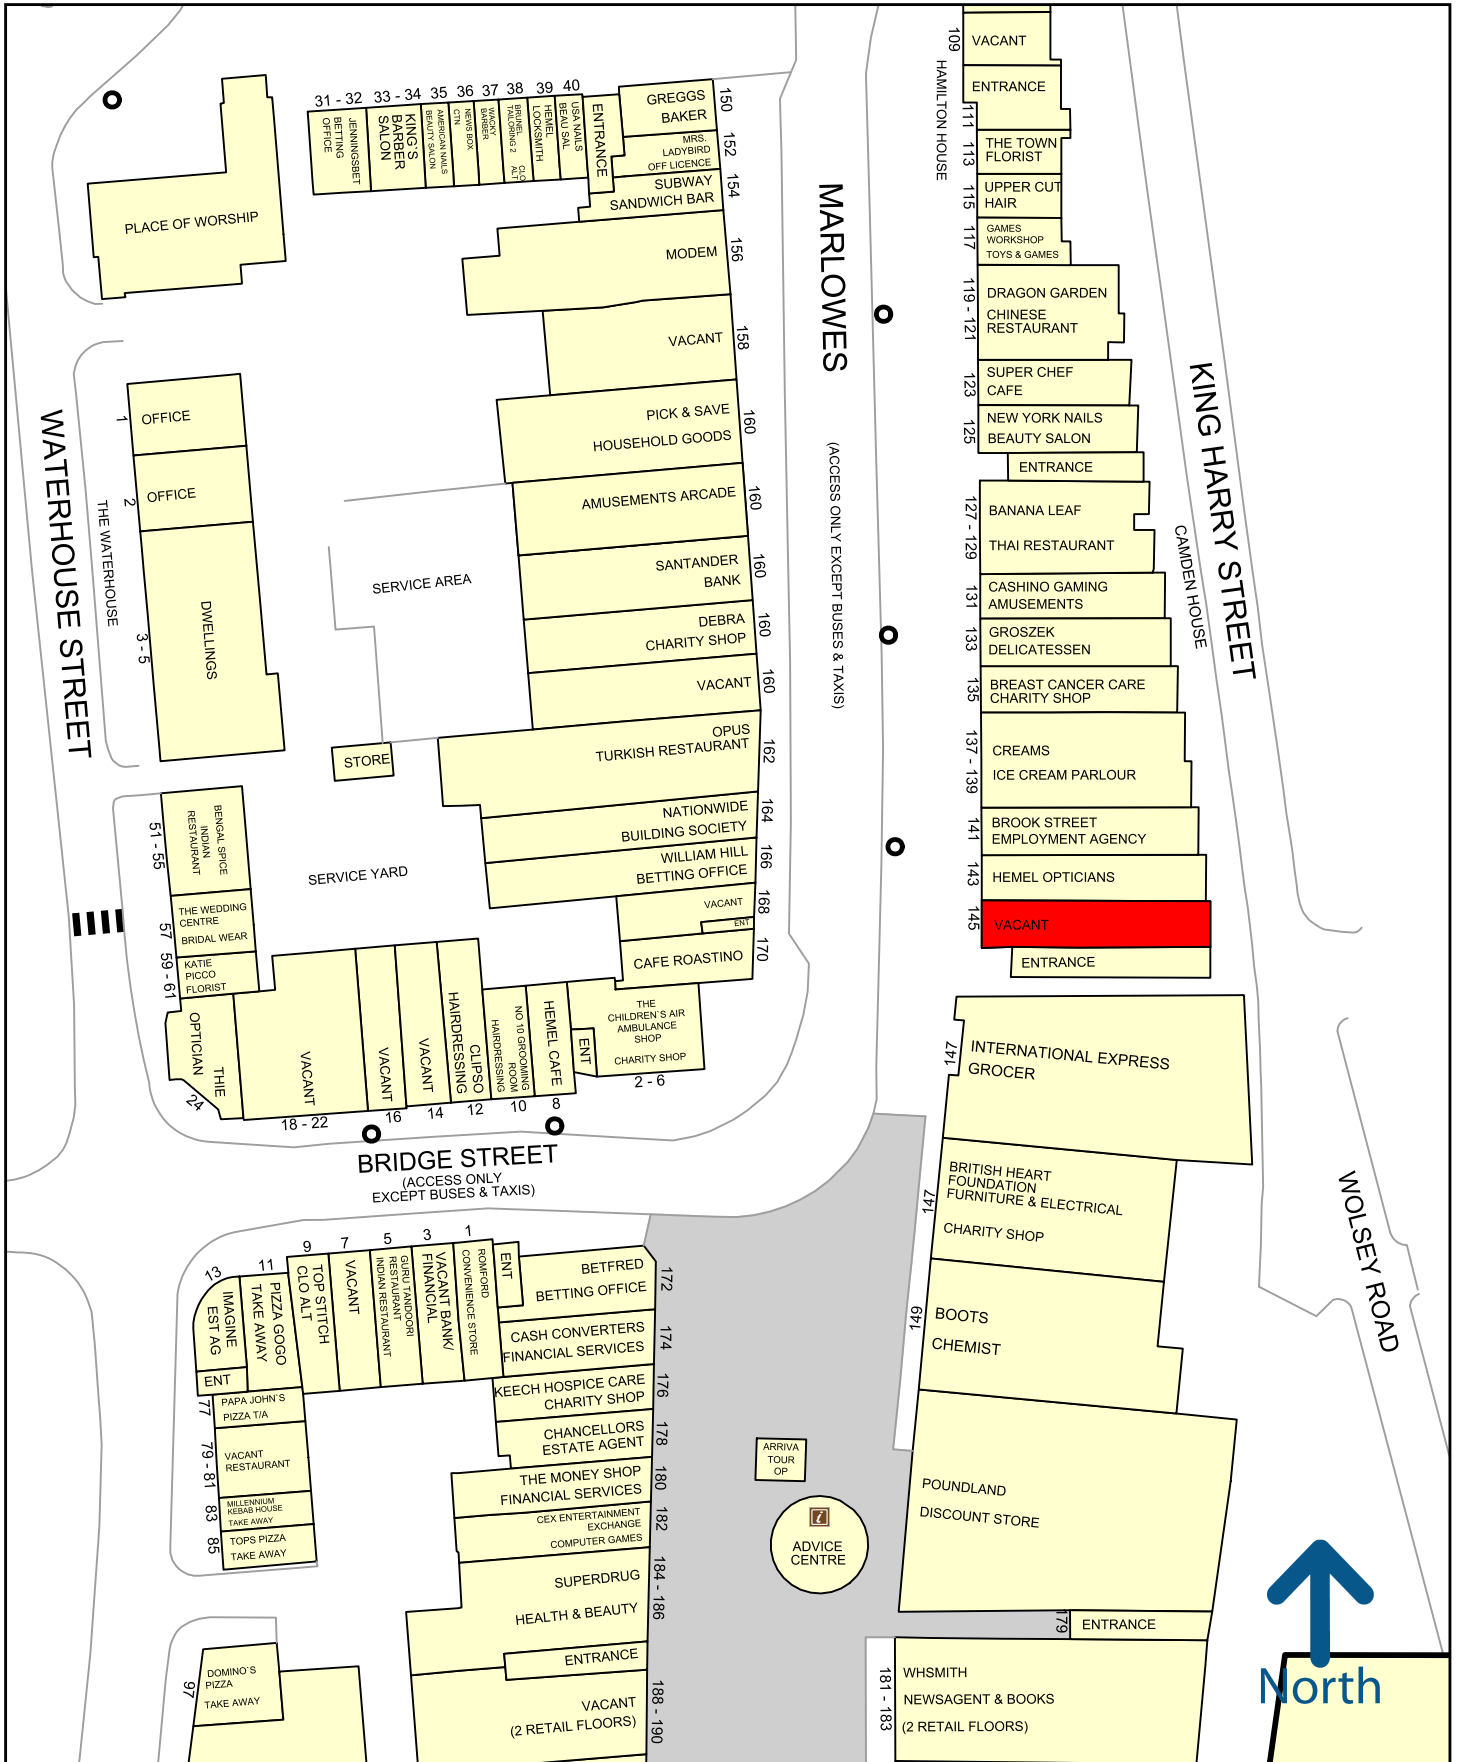 109
VACANT
HAMILTON HOUSE
ENTRANCE
111
113
THE TOWN
FLORIST
115
UPPER CUT
HAIR
117
GAMES
WORKSHOP
TOYS & GAMES
119 - 121
DRAGON GARDEN
CHINESE
RESTAURANT
123
SUPER CHEF
CAFE
125
NEW YORK NAILS
BEAUTY SALON
ENTRANCE
127 - 129
BANANA LEAF
THAI RESTAURANT
131
CASHINO GAMING
AMUSEMENTS
133
GROSZEK
DELICATESSEN
135
BREAST CANCER CARE
CHARITY SHOP
137 - 139
CREAMS
ICE CREAM PARLOUR
141
BROOK STREET
EMPLOYMENT AGENCY
143
HEMEL OPTICIANS
145
VACANT
ENTRANCE
CAMDEN HOUSE
KING HARRY STREET
MARLOWES
(ACCESS ONLY EXCEPT BUSES & TAXIS)
31 - 32
JENNINGSBET
BETTING
OFFICE
33 - 34
KING'S
BARBER
SALON
35
AMERICAN NAILS
BEAUTY SALON
36
NEWS BOX
CTN
37
WACKY
BARBER
38
BRUNEL
TAILORING 2
CLO
ALT
39
HEMEL
LOCKSMITH
40
USA NAILS
BEAU SAL
ENTRANCE
GREGGS
BAKER
150
MRS.
LADYBIRD
OFF LICENCE
152
SUBWAY
SANDWICH BAR
154
MODEM
156
VACANT
158
PICK & SAVE
HOUSEHOLD GOODS
160
AMUSEMENTS ARCADE
160
SANTANDER
BANK
160
DEBRA
CHARITY SHOP
160
VACANT
160
OPUS
TURKISH RESTAURANT
162
NATIONWIDE
BUILDING SOCIETY
164
WILLIAM HILL
BETTING OFFICE
166
VACANT
ENT
168
CAFE ROASTINO
170
PLACE OF WORSHIP
1
OFFICE
2
OFFICE
3 - 5
DWELLINGS
THE WATERHOUSE
WATERHOUSE STREET
SERVICE AREA
STORE
SERVICE YARD
51 - 55
BENGAL SPICE
INDIAN
RESTAURANT
57
THE WEDDING
CENTRE
BRIDAL WEAR
59 - 61
KATIE
PICCO
FLORIST
THIE
OPTICIAN
24
VACANT
18 - 22
VACANT
16
VACANT
14
CLIPSO
HAIRDRESSING
12
NO 10 GROOMING
ROOM
HAIRDRESSING
10
HEMEL CAFE
8
ENT
THE
CHILDREN`S AIR
AMBULANCE
SHOP
CHARITY SHOP
2 - 6
BRIDGE STREET
(ACCESS ONLY
EXCEPT BUSES & TAXIS)
13
IMAGINE
EST AG
ENT
11
PIZZA GOGO
TAKE AWAY
9
TOP STITCH
CLO ALT
7
VACANT
5
GURU TANDOORI
RESTAURANT
INDIAN RESTAURANT
3
VACANT BANK/
FINANCIAL
1
ROMFORD
CONVENIENCE STORE
ENT
BETFRED
BETTING OFFICE
172
CASH CONVERTERS
FINANCIAL SERVICES
174
KEECH HOSPICE CARE
CHARITY SHOP
176
CHANCELLORS
ESTATE AGENT
178
THE MONEY SHOP
FINANCIAL SERVICES
180
CEX ENTERTAINMENT
EXCHANGE
COMPUTER GAMES
182
SUPERDRUG
HEALTH & BEAUTY
184 - 186
ENTRANCE
VACANT
(2 RETAIL FLOORS)
188 - 190
77
PAPA JOHN`S
PIZZA T/A
79 - 81
VACANT
RESTAURANT
83
MILLENNIUM
KEBAB HOUSE
TAKE AWAY
85
TOPS PIZZA
TAKE AWAY
97
DOMINO`S
PIZZA
TAKE AWAY
ARRIVA
TOUR
OP
i
ADVICE
CENTRE
147
INTERNATIONAL EXPRESS
GROCER
147
BRITISH HEART
FOUNDATION
FURNITURE & ELECTRICAL
CHARITY SHOP
149
BOOTS
CHEMIST
POUNDLAND
DISCOUNT STORE
179
ENTRANCE
181 - 183
WHSMITH
NEWSAGENT & BOOKS
(2 RETAIL FLOORS)
WOLSEY ROAD
North